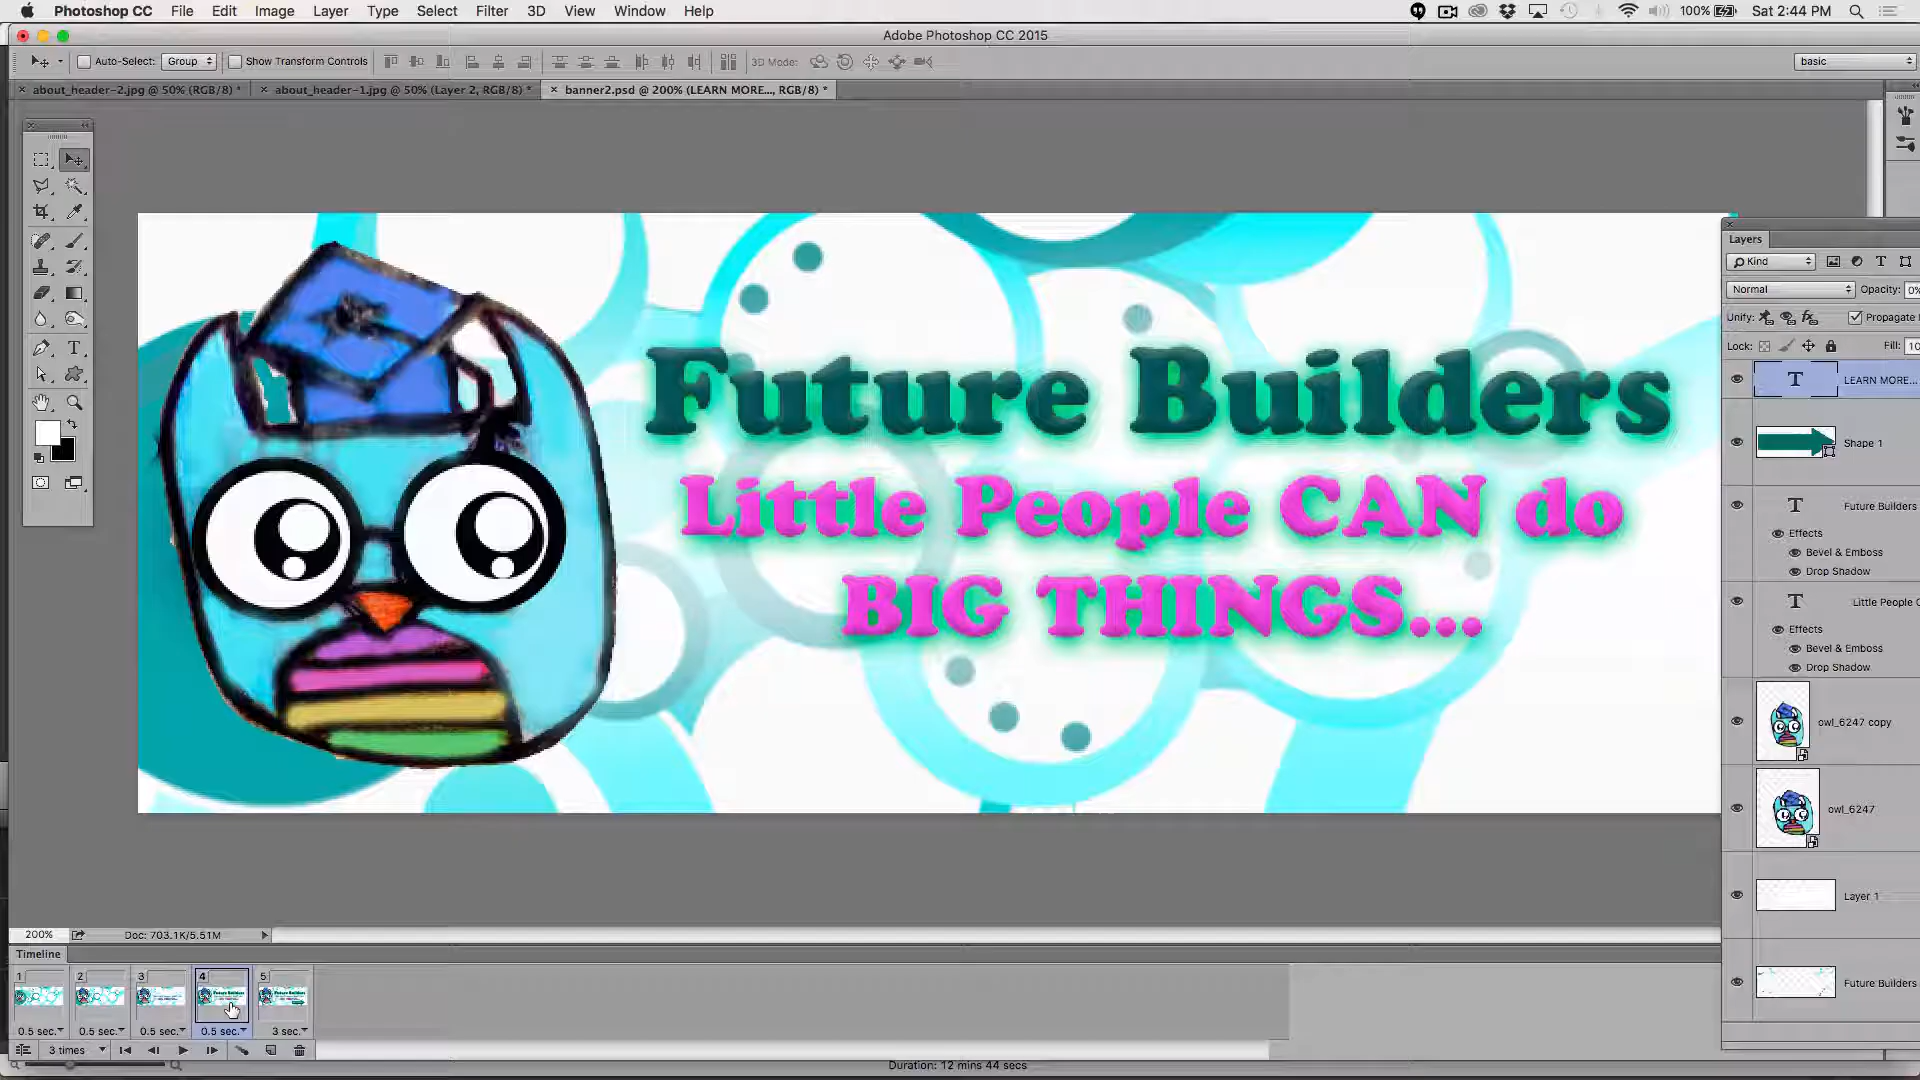 Photoshop CC File Edit Image Layer Type Select Filter 3D View Window Help 100% Sat 2:44 PM
Adobe Photoshop CC 2015
Auto-Select: Group Show Transform Controls 3D Mode: basic
about_header-2.jpg @ 50% (RGB/8) * about_header-1.jpg @ 50% (Layer 2, RGB/8) * banner2.psd @ 200% (LEARN MORE..., RGB/8) *
Layers
Kind
Normal Opacity: 0%
Unify: Propagate
Lock: Fill: 10
LEARN MORE...
Shape 1
Future Builders
Effects
Bevel & Emboss
Drop Shadow
Little People C
Effects
Bevel & Emboss
Drop Shadow
owl_6247 copy
owl_6247
Layer 1
Future Builders
Future Builders
Little People CAN do
BIG THINGS...
200% Doc: 703.1K/5.51M
Timeline
1 2 3 4 5
0.5 sec. 0.5 sec. 0.5 sec. 0.5 sec. 3 sec.
3 times
Duration: 12 mins 44 secs